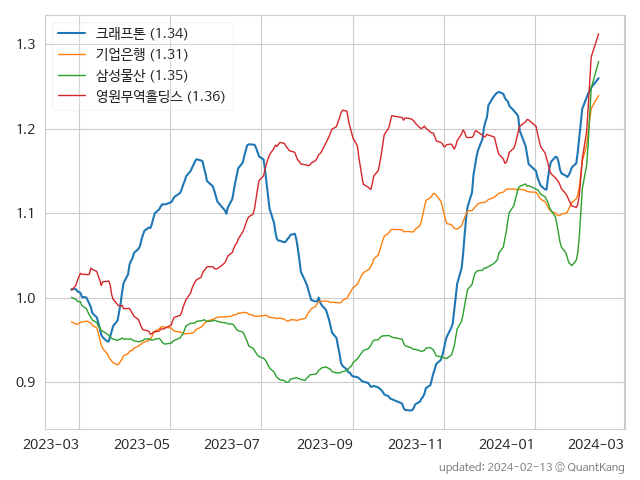 크래프톤 (1.34)
기업은행 (1.31)
삼성물산 (1.35)
영원무역홀딩스 (1.36)
1.3
1.2
1.1
1.0
0.9
2023-03 2023-05 2023-07 2023-09 2023-11 2024-01 2024-03
updated: 2024-02-13 © QuantKang